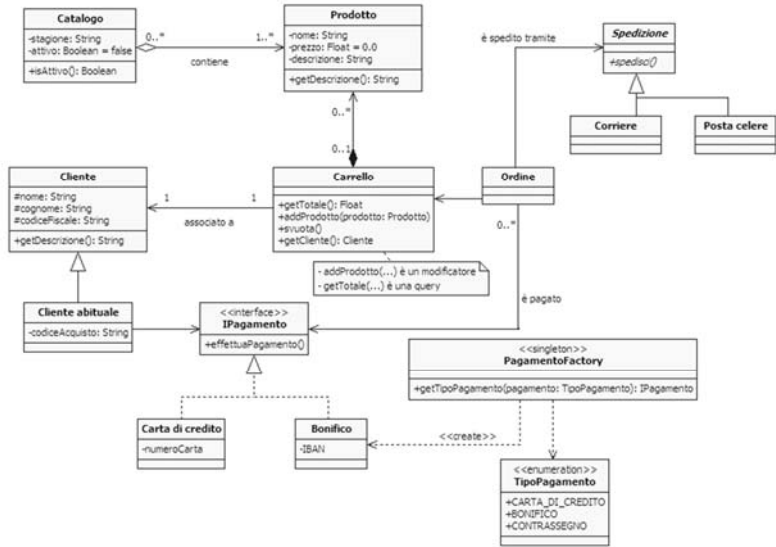 Catalogo
-stagione: String
-attivo: Boolean = false
+isAttivo(): Boolean
0..*
1..*
contiene
Prodotto
-nome: String
-prezzo: Float = 0.0
-descrizione: String
+getDescrizione(): String
è spedito tramite
Spedizione
+spedisci()
Corriere
Posta celere
0..*
0..1
Cliente
#nome: String
#cognome: String
#codiceFiscale: String
+getDescrizione(): String
1
1
associato a
Carrello
+getTotale(): Float
+addProdotto(prodotto: Prodotto)
+svuota()
+getCliente(): Cliente
Ordine
0..*
- addProdotto(...) è un modificatore
- getTotale(...) è una query
è pagato
Cliente abituale
-codiceAcquisto: String
<<interface>>
IPagamento
+effettuaPagamento()
<<singleton>>
PagamentoFactory
+getTipoPagamento(pagamento: TipoPagamento): IPagamento
Carta di credito
-numeroCarta
Bonifico
-IBAN
<<create>>
<<enumeration>>
TipoPagamento
+CARTA_DI_CREDITO
+BONIFICO
+CONTRASSEGNO